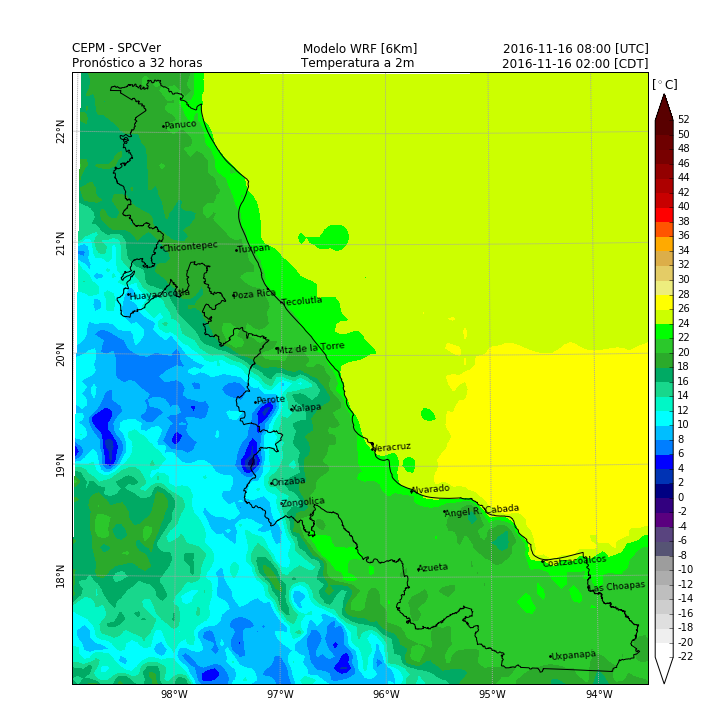 CEPM - SPCVer Modelo WRF [6Km] 2016-11-16 08:00 [UTC]
Pronóstico a 32 horas Temperatura a 2m 2016-11-16 02:00 [CDT]
[°C]
52
50
48
46
44
42
40
38
36
34
32
30
28
26
24
22
20
18
16
14
12
10
8
6
4
2
0
-2
-4
-6
-8
-10
-12
-14
-16
-18
-20
-22
22°N
21°N
20°N
19°N
18°N
Panuco
Chicontepec
Tuxpan
Huayacocotla
Poza Rica
Tecolutla
Mtz de la Torre
Perote
Xalapa
Veracruz
Orizaba
Alvarado
Zongolica
Angel R. Cabada
Azueta
Coatzacoalcos
Las Choapas
Uxpanapa
98°W 97°W 96°W 95°W 94°W